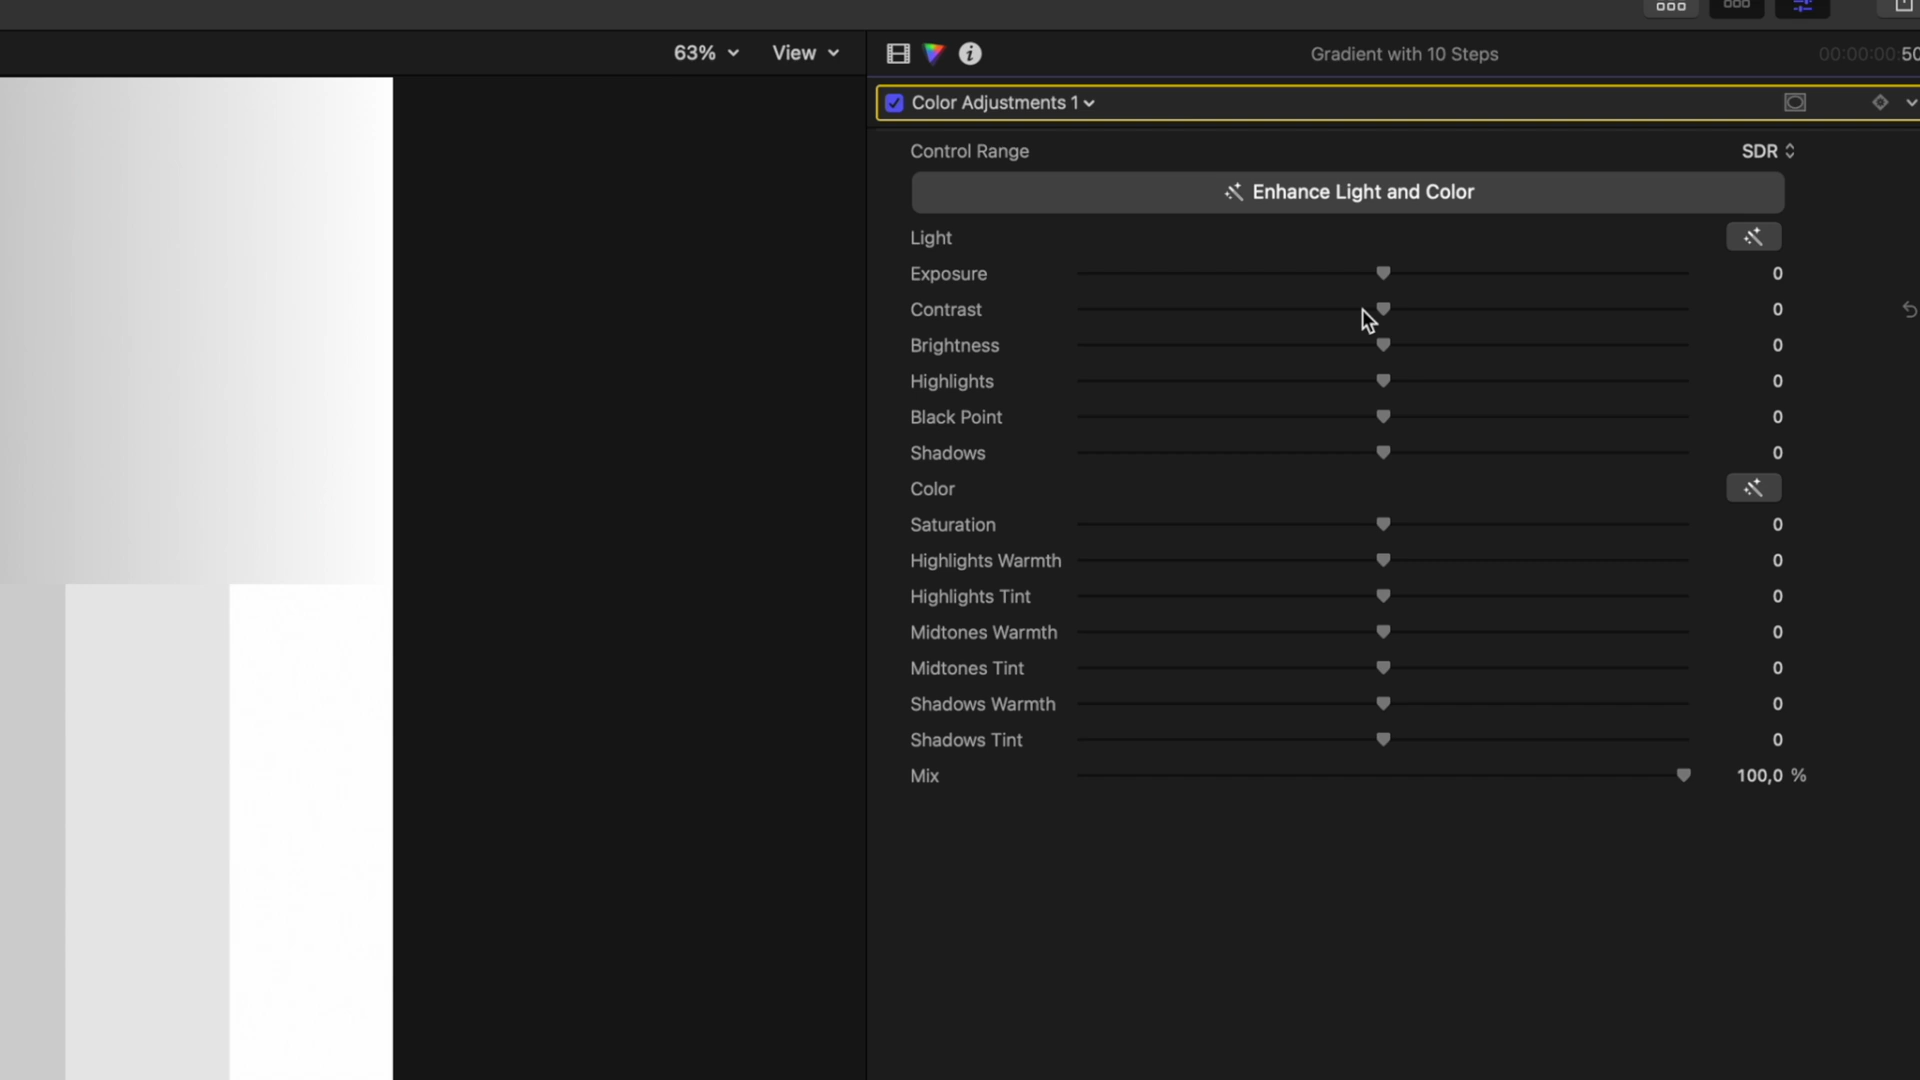 63% View Gradient with 10 Steps 00:00:00:50
Color Adjustments 1
Control Range SDR
Enhance Light and Color
Light
Exposure 0
Contrast 0
Brightness 0
Highlights 0
Black Point 0
Shadows 0
Color
Saturation 0
Highlights Warmth 0
Highlights Tint 0
Midtones Warmth 0
Midtones Tint 0
Shadows Warmth 0
Shadows Tint 0
Mix 100,0 %